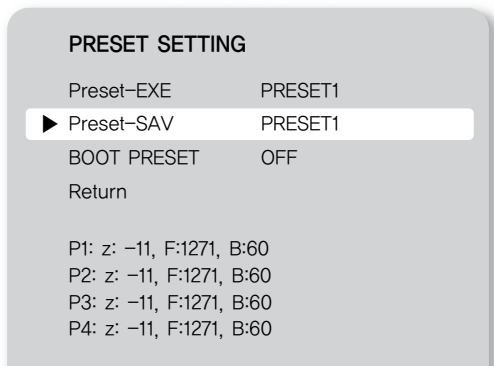 PRESET SETTING
Preset-EXE PRESET1
▶ Preset-SAV PRESET1
BOOT PRESET OFF
Return
P1: z: -11, F:1271, B:60
P2: z: -11, F:1271, B:60
P3: z: -11, F:1271, B:60
P4: z: -11, F:1271, B:60